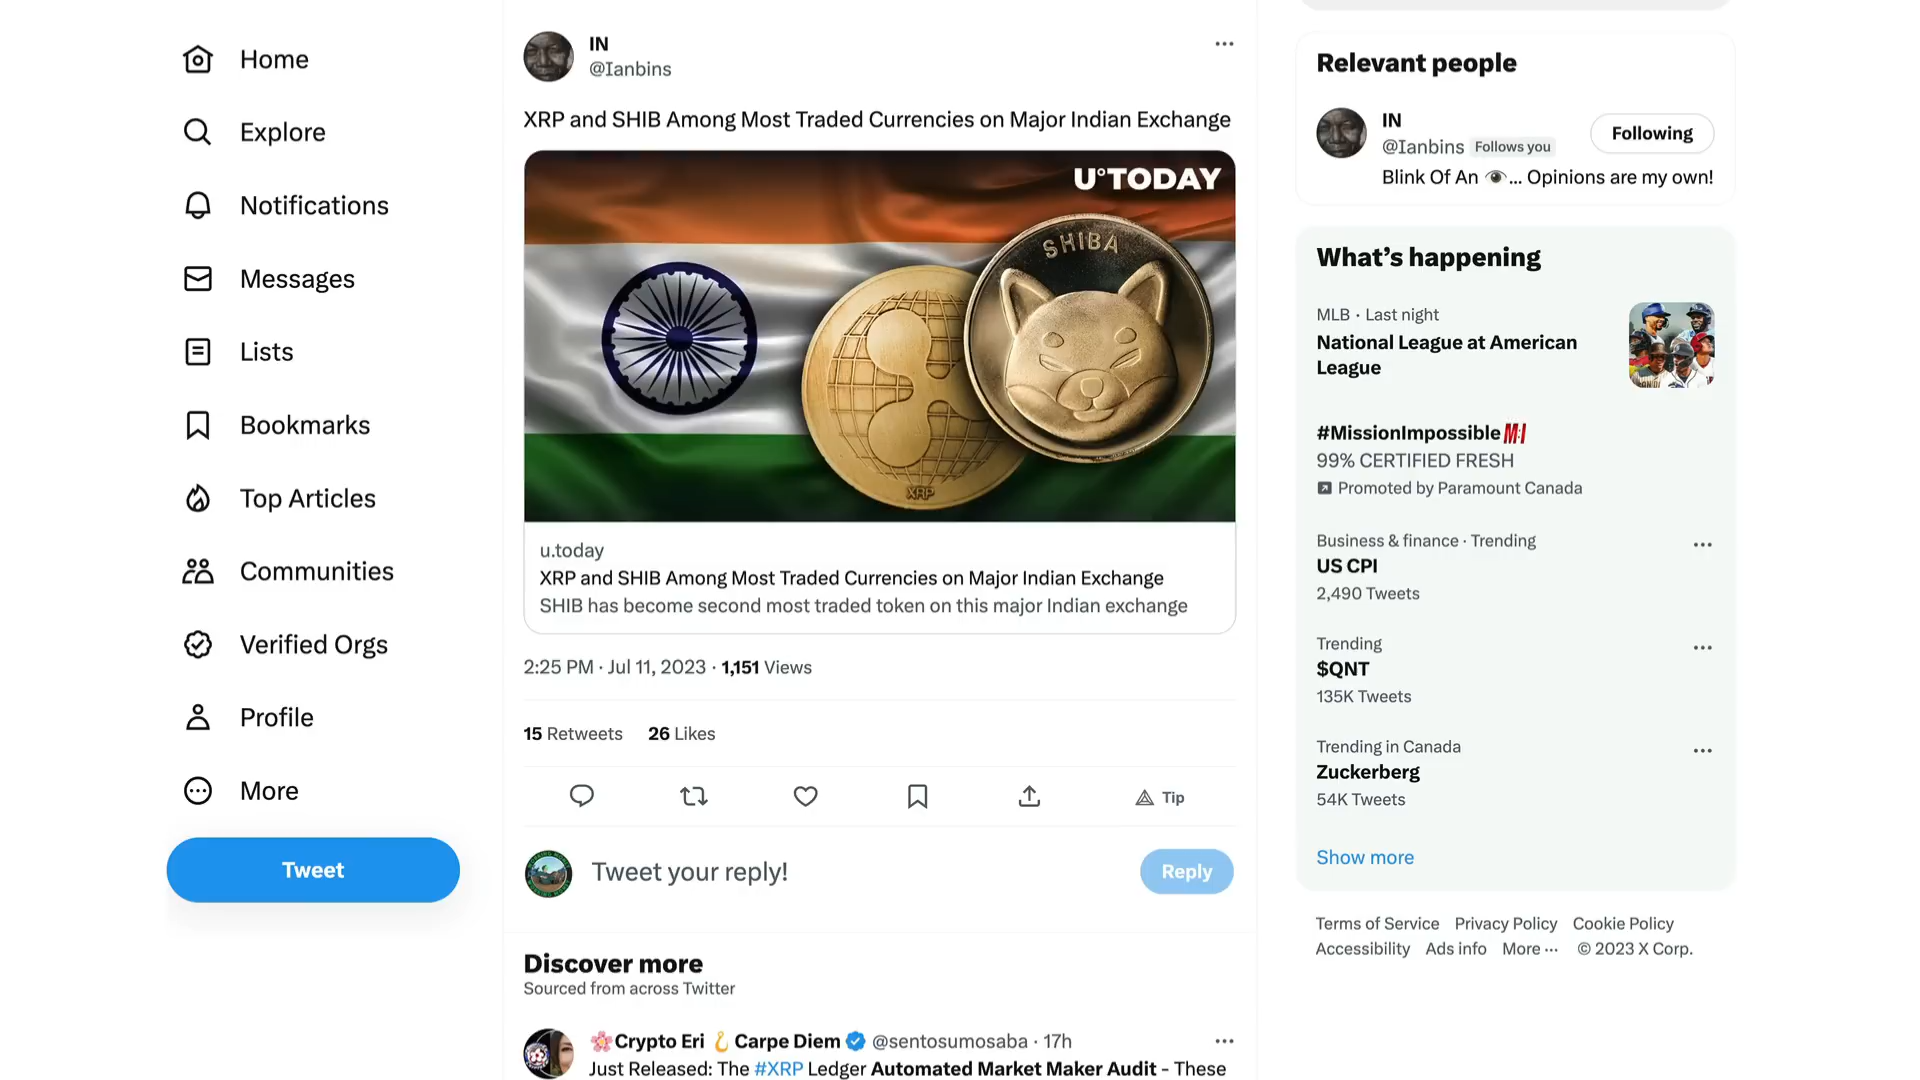 Home
Explore
Notifications
Messages
Lists
Bookmarks
Top Articles
Communities
Verified Orgs
Profile
More
Tweet
IN
@Ianbins
XRP and SHIB Among Most Traded Currencies on Major Indian Exchange
U°TODAY
SHIBA
XRP
u.today
XRP and SHIB Among Most Traded Currencies on Major Indian Exchange
SHIB has become second most traded token on this major Indian exchange
2:25 PM · Jul 11, 2023 · 1,151 Views
15 Retweets 26 Likes
Tip
Tweet your reply!
Reply
Discover more
Sourced from across Twitter
Crypto Eri Carpe Diem @sentosumosaba · 17h
Just Released: The #XRP Ledger Automated Market Maker Audit - These
Relevant people
IN
@Ianbins Follows you
Following
Blink Of An 👁... Opinions are my own!
What's happening
MLB · Last night
National League at American
League
#MissionImpossible M:I
99% CERTIFIED FRESH
Promoted by Paramount Canada
Business & finance · Trending
US CPI
2,490 Tweets
Trending
$QNT
135K Tweets
Trending in Canada
Zuckerberg
54K Tweets
Show more
Terms of Service Privacy Policy Cookie Policy
Accessibility Ads info More ··· © 2023 X Corp.